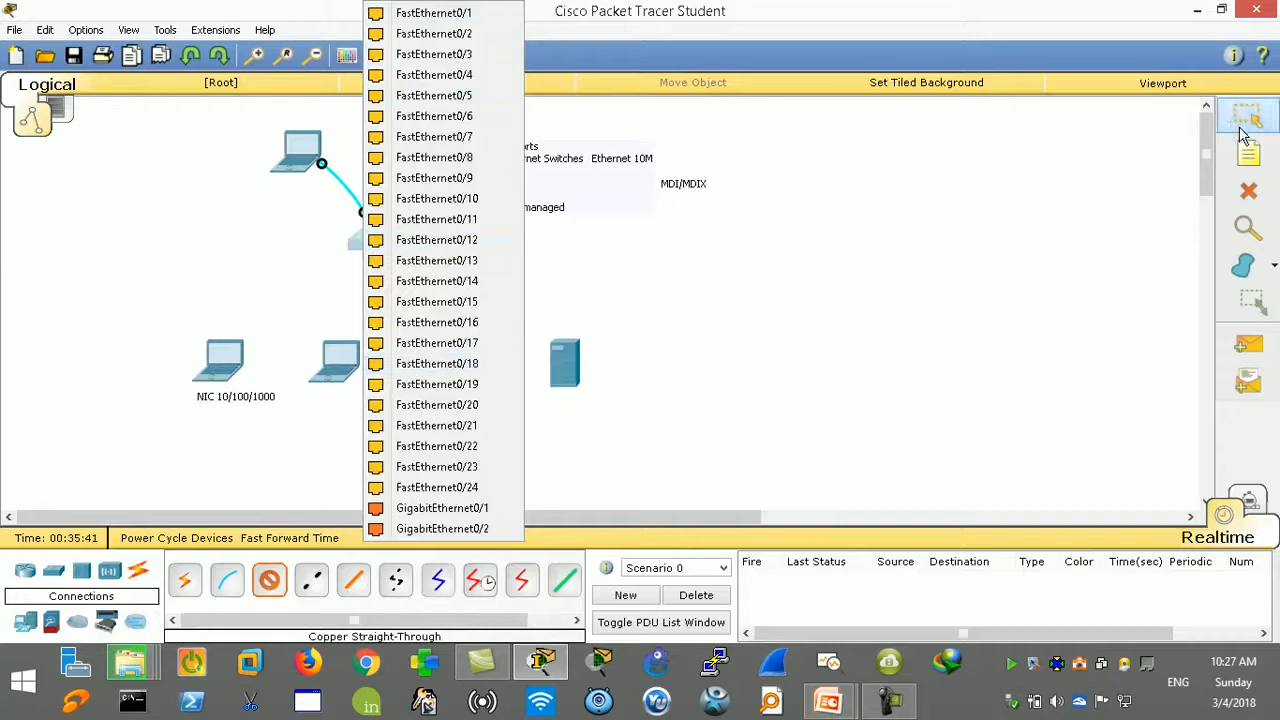 Cisco Packet Tracer Student
File Edit Options View Tools Extensions Help
Logical [Root] Move Object Set Tiled Background Viewport
FastEthernet0/1
FastEthernet0/2
FastEthernet0/3
FastEthernet0/4
FastEthernet0/5
FastEthernet0/6
FastEthernet0/7
FastEthernet0/8
FastEthernet0/9
FastEthernet0/10
FastEthernet0/11
FastEthernet0/12
FastEthernet0/13
FastEthernet0/14
FastEthernet0/15
FastEthernet0/16
FastEthernet0/17
FastEthernet0/18
FastEthernet0/19
FastEthernet0/20
FastEthernet0/21
FastEthernet0/22
FastEthernet0/23
FastEthernet0/24
GigabitEthernet0/1
GigabitEthernet0/2
rts
net Switches Ethernet 10M
MDI/MDIX
managed
NIC 10/100/1000
Time: 00:35:41 Power Cycle Devices Fast Forward Time
Realtime
Connections
Copper Straight-Through
Scenario 0
New Delete
Toggle PDU List Window
Fire Last Status Source Destination Type Color Time(sec) Periodic Num
10:27 AM
ENG Sunday
3/4/2018